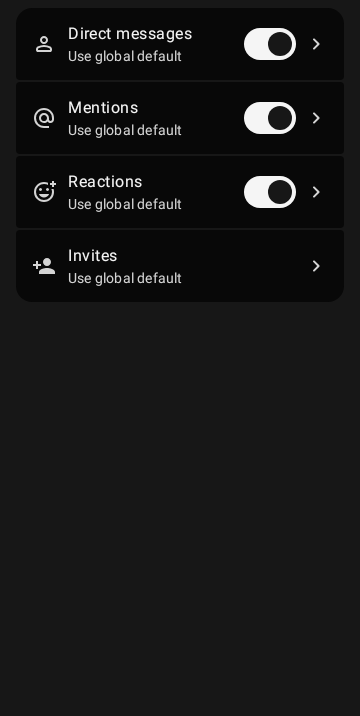 Direct messages
Use global default
Mentions
Use global default
Reactions
Use global default
Invites
Use global default